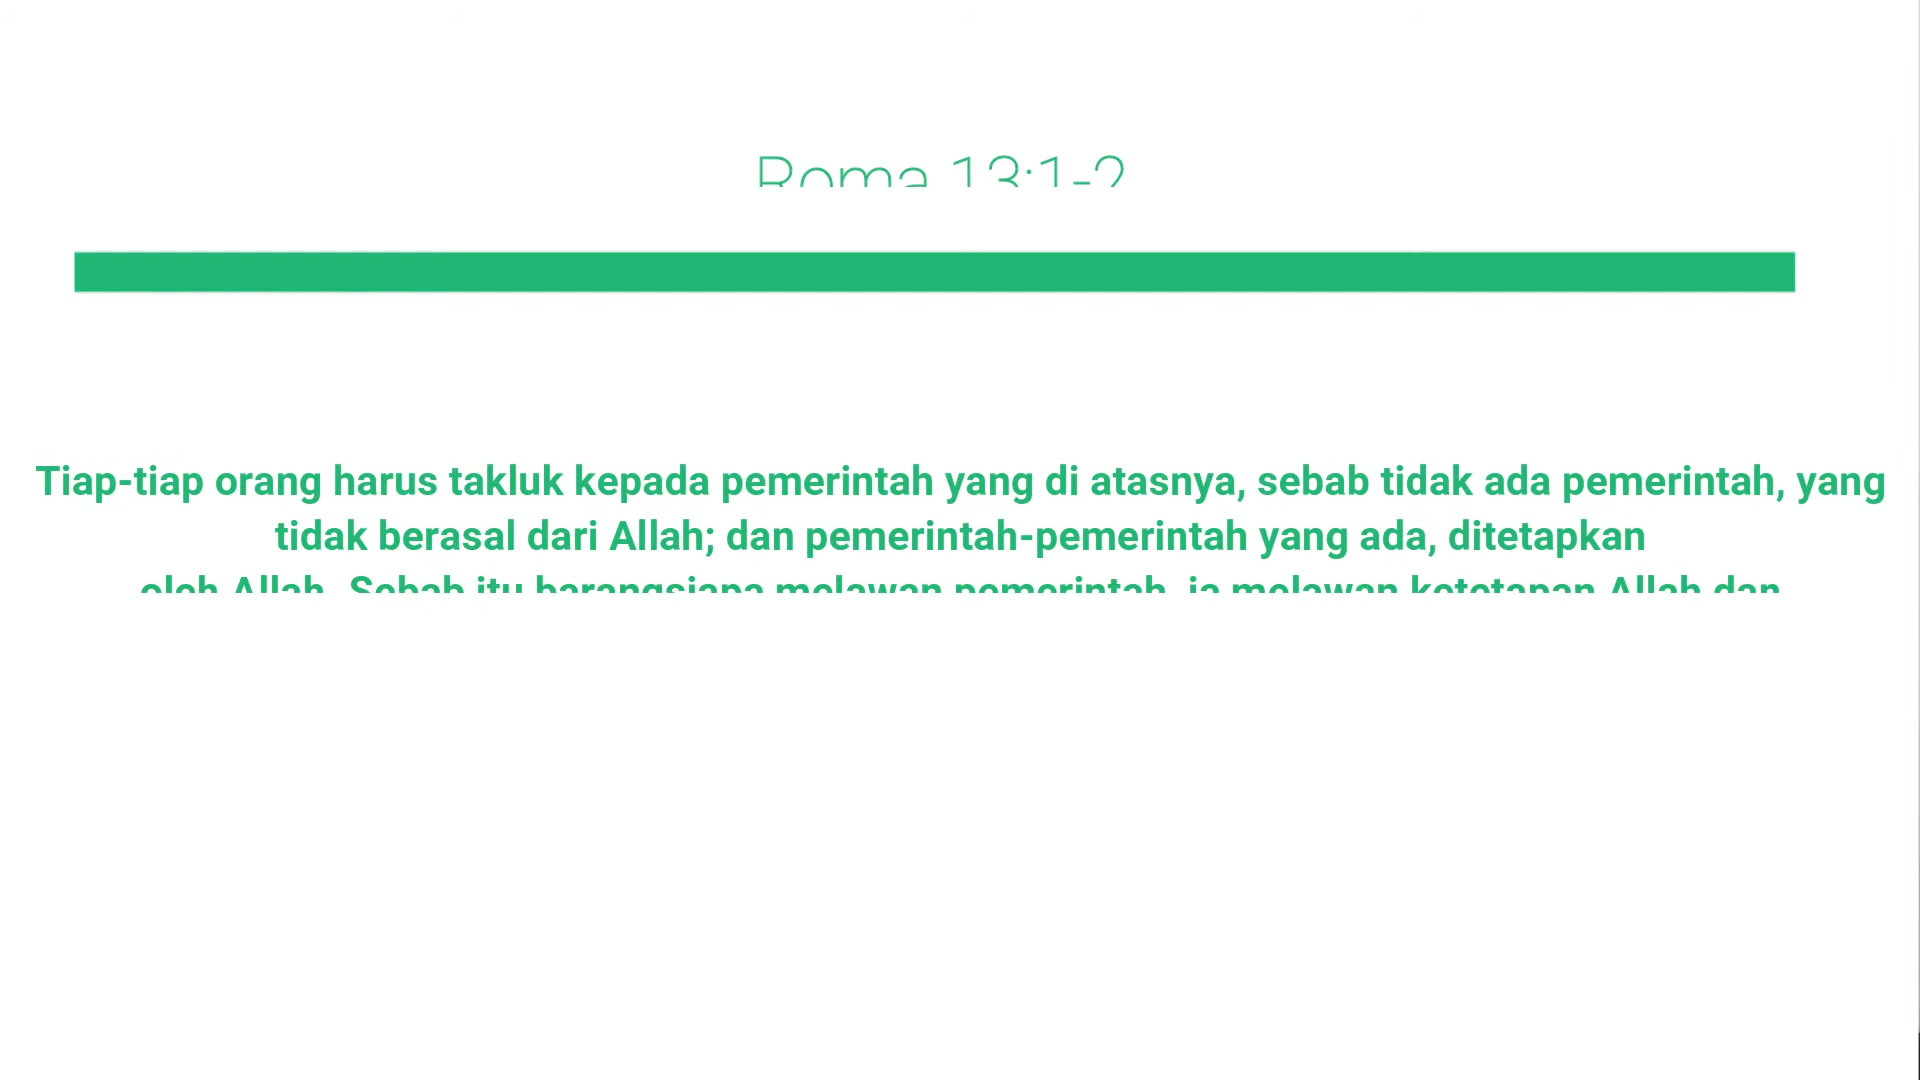 Roma 13:1-2
Tiap-tiap orang harus takluk kepada pemerintah yang di atasnya, sebab tidak ada pemerintah, yang
tidak berasal dari Allah; dan pemerintah-pemerintah yang ada, ditetapkan
oleh Allah. Sebab itu barangsiapa melawan pemerintah, ia melawan ketetapan Allah dan